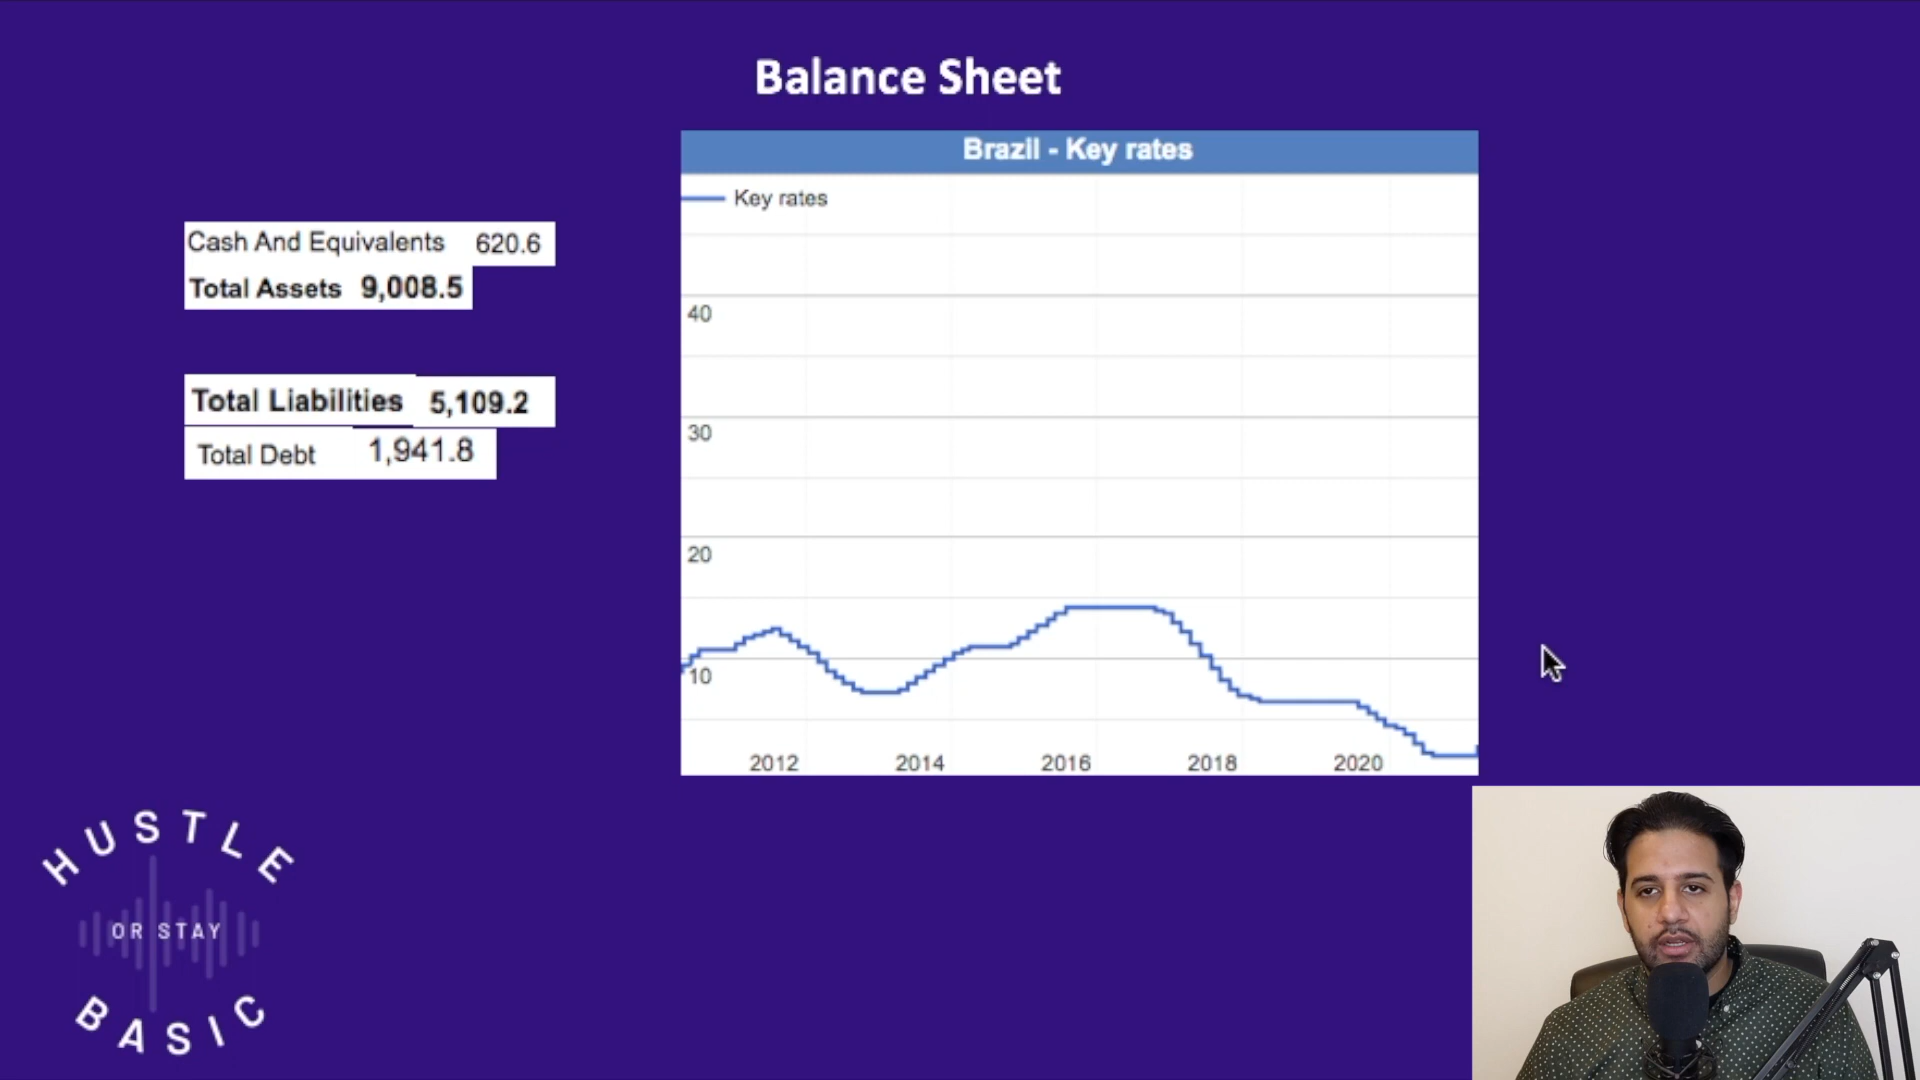 Balance Sheet
Cash And Equivalents 620.6
Total Assets 9,008.5
Total Liabilities 5,109.2
Total Debt 1,941.8
Brazil - Key rates
Key rates
40
30
20
10
2012 2014 2016 2018 2020
HUSTLE
OR STAY
BASIC